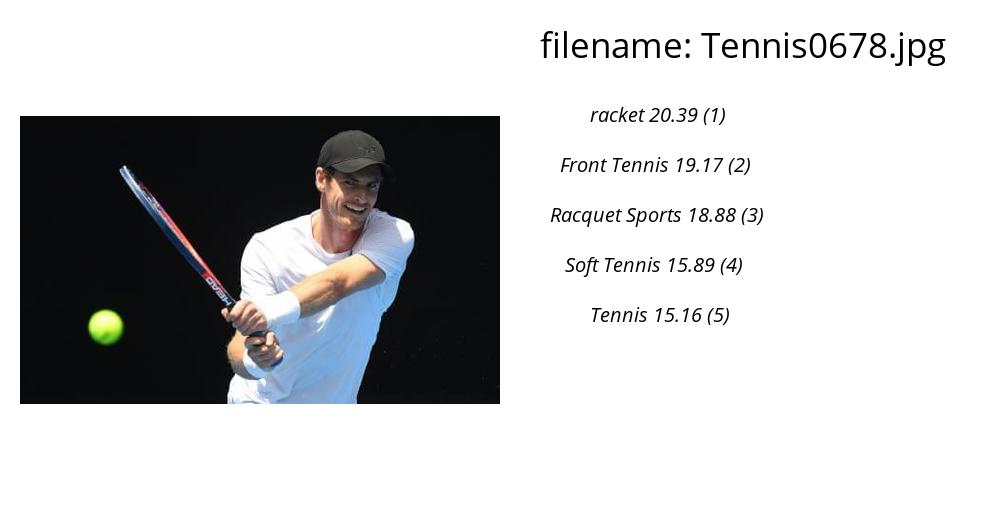 filename: Tennis0678.jpg
racket 20.39 (1)
Front Tennis 19.17 (2)
Racquet Sports 18.88 (3)
Soft Tennis 15.89 (4)
Tennis 15.16 (5)
HEAD